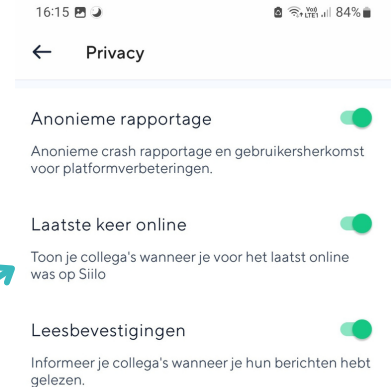 16:15 VoI) LTE1 84%
Privacy
Anonieme rapportage
Anonieme crash rapportage en gebruikersherkomst
voor platformverbeteringen.
Laatste keer online
Toon je collega's wanneer je voor het laatst online
was op Siilo
Leesbevestigingen
Informeer je collega's wanneer je hun berichten hebt
gelezen.